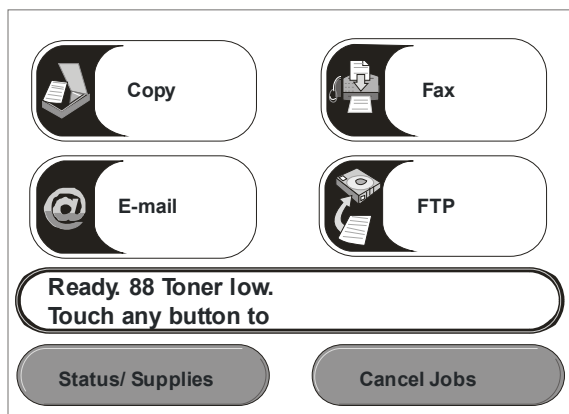 Copy
Fax
E-mail
FTP
Ready. 88 Toner low.
Touch any button to
Status/ Supplies
Cancel Jobs